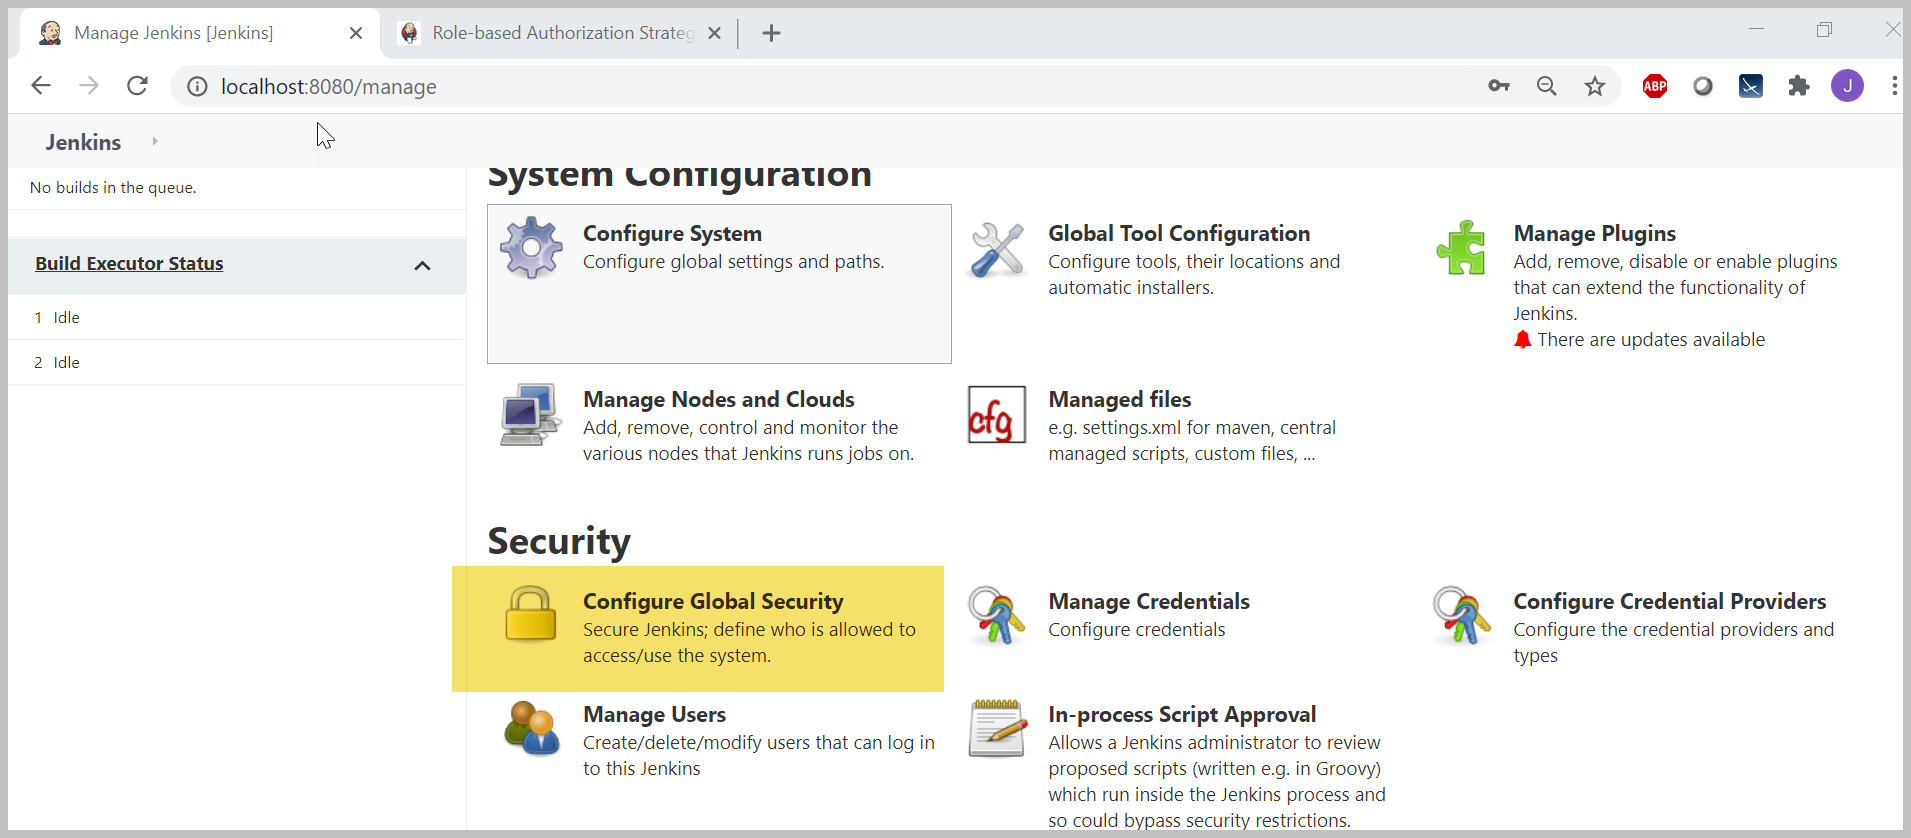 Manage Jenkins [Jenkins]
Role-based Authorization Strateg
localhost:8080/manage
ABP
J
Jenkins
No builds in the queue.
Build Executor Status
1 Idle
2 Idle
System Configuration
Configure System
Configure global settings and paths.
Global Tool Configuration
Configure tools, their locations and
automatic installers.
Manage Plugins
Add, remove, disable or enable plugins
that can extend the functionality of
Jenkins.
There are updates available
Manage Nodes and Clouds
Add, remove, control and monitor the
various nodes that Jenkins runs jobs on.
cfg
Managed files
e.g. settings.xml for maven, central
managed scripts, custom files, ...
Security
Configure Global Security
Secure Jenkins; define who is allowed to
access/use the system.
Manage Credentials
Configure credentials
Configure Credential Providers
Configure the credential providers and
types
Manage Users
Create/delete/modify users that can log in
to this Jenkins
In-process Script Approval
Allows a Jenkins administrator to review
proposed scripts (written e.g. in Groovy)
which run inside the Jenkins process and
so could bypass security restrictions.